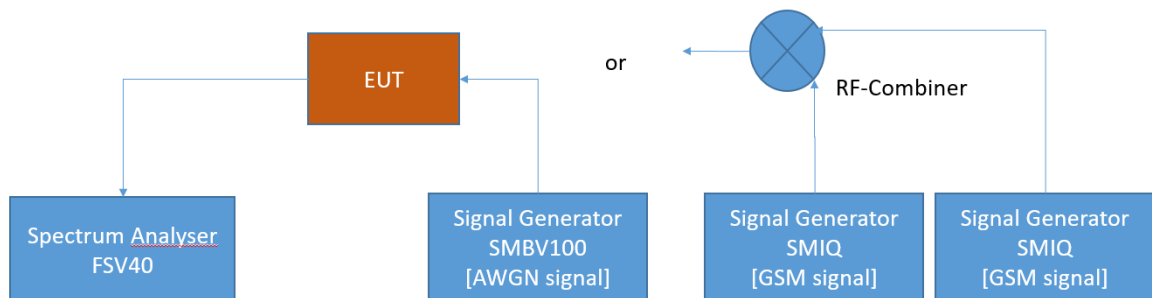 EUT
or
RF-Combiner
Spectrum Analyser
FSV40
Signal Generator
SMBV100
[AWGN signal]
Signal Generator
SMIQ
[GSM signal]
Signal Generator
SMIQ
[GSM signal]